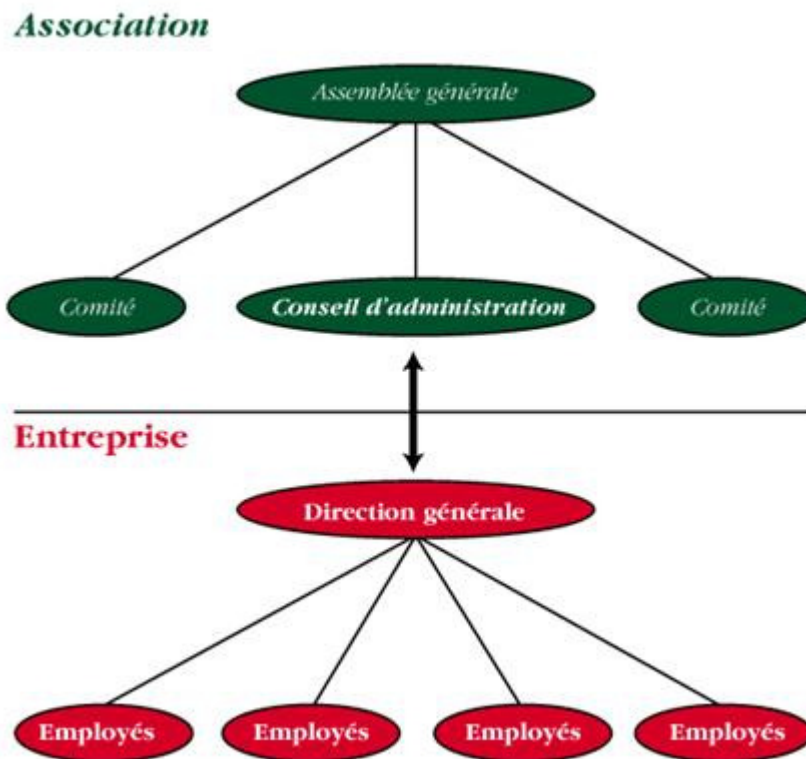 Association
Assemblée générale
Comité
Conseil d'administration
Comité
Entreprise
Direction générale
Employés
Employés
Employés
Employés